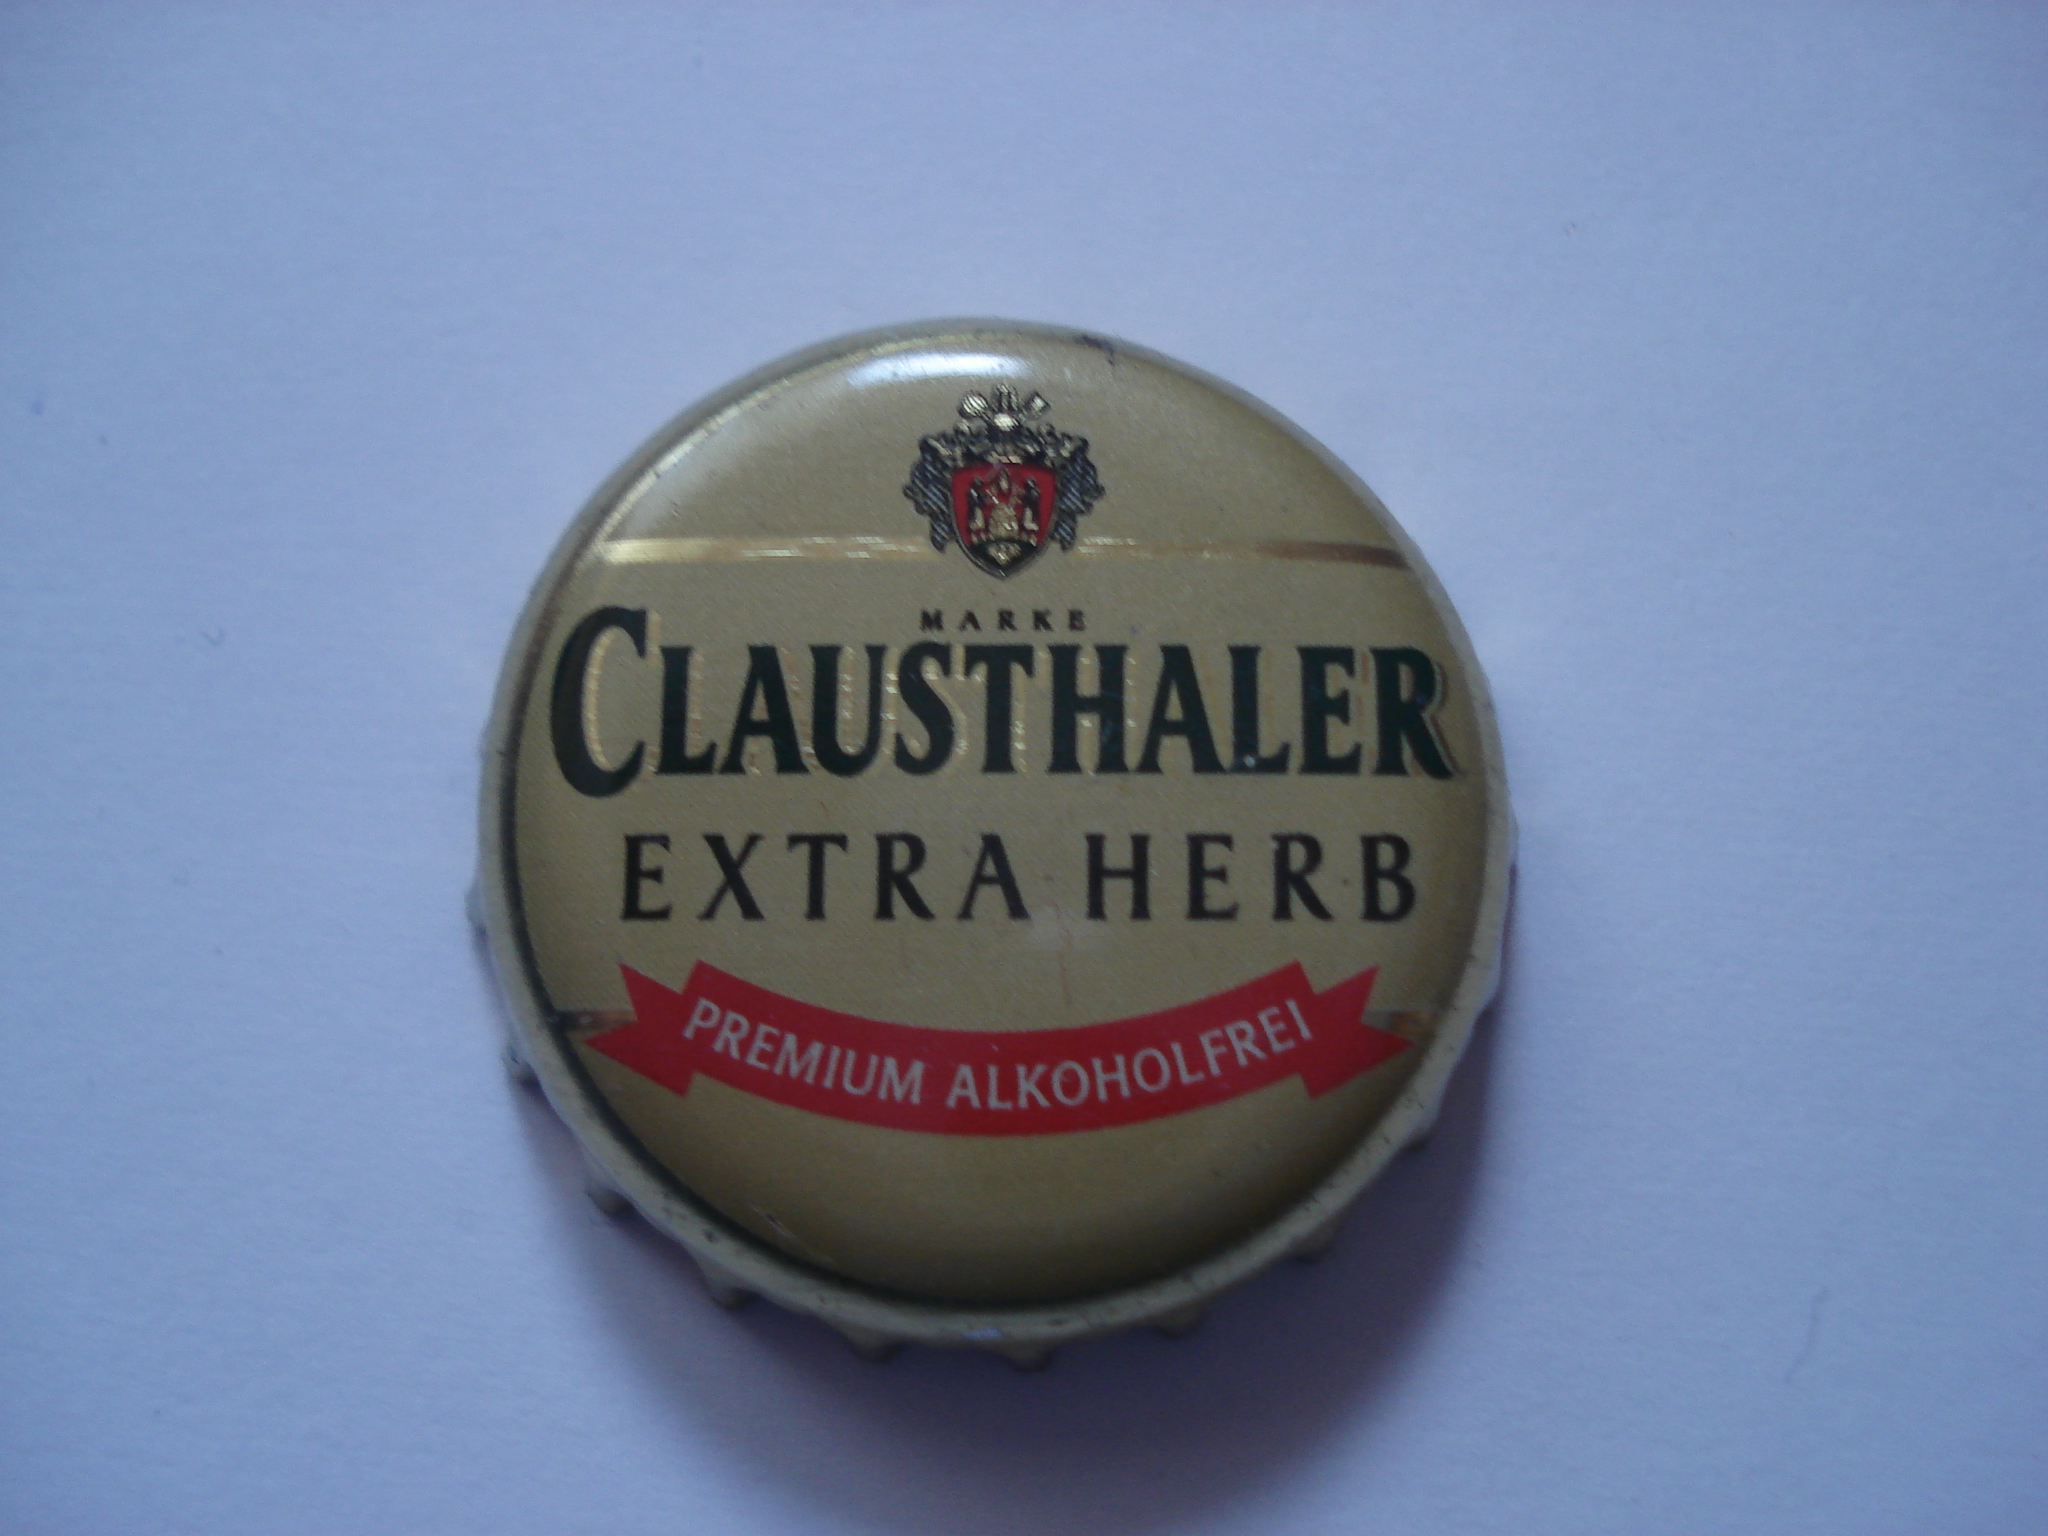 MARKE
CLAUSTHALER
EXTRA HERB
PREMIUM ALKOHOLFREI